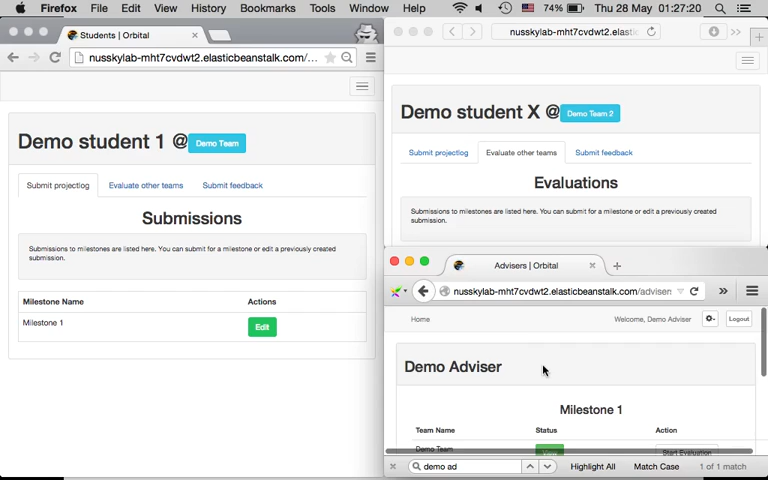 Firefox File Edit View History Bookmarks Tools Window Help 74% Thu 28 May 01:27:20
Students | Orbital
nusskylab-mht7cvdwt2.elasticbeanstalk.com/...
Demo student 1 @ Demo Team
Submit projectlog Evaluate other teams Submit feedback
Submissions
Submissions to milestones are listed here. You can submit for a milestone or edit a previously created
submission.
Milestone Name Actions
Milestone 1 Edit
nusskylab-mht7cvdwt2.elasti
Demo student X @ Demo Team 2
Submit projectlog Evaluate other teams Submit feedback
Evaluations
Submissions to milestones are listed here. You can submit for a milestone or edit a previously created
submission.
Advisers | Orbital
nusskylab-mht7cvdwt2.elasticbeanstalk.com/adviser
Home Welcome, Demo Adviser Logout
Demo Adviser
Milestone 1
Team Name Status Action
Demo Team Start Evaluation
demo ad Highlight All Match Case 1 of 1 match